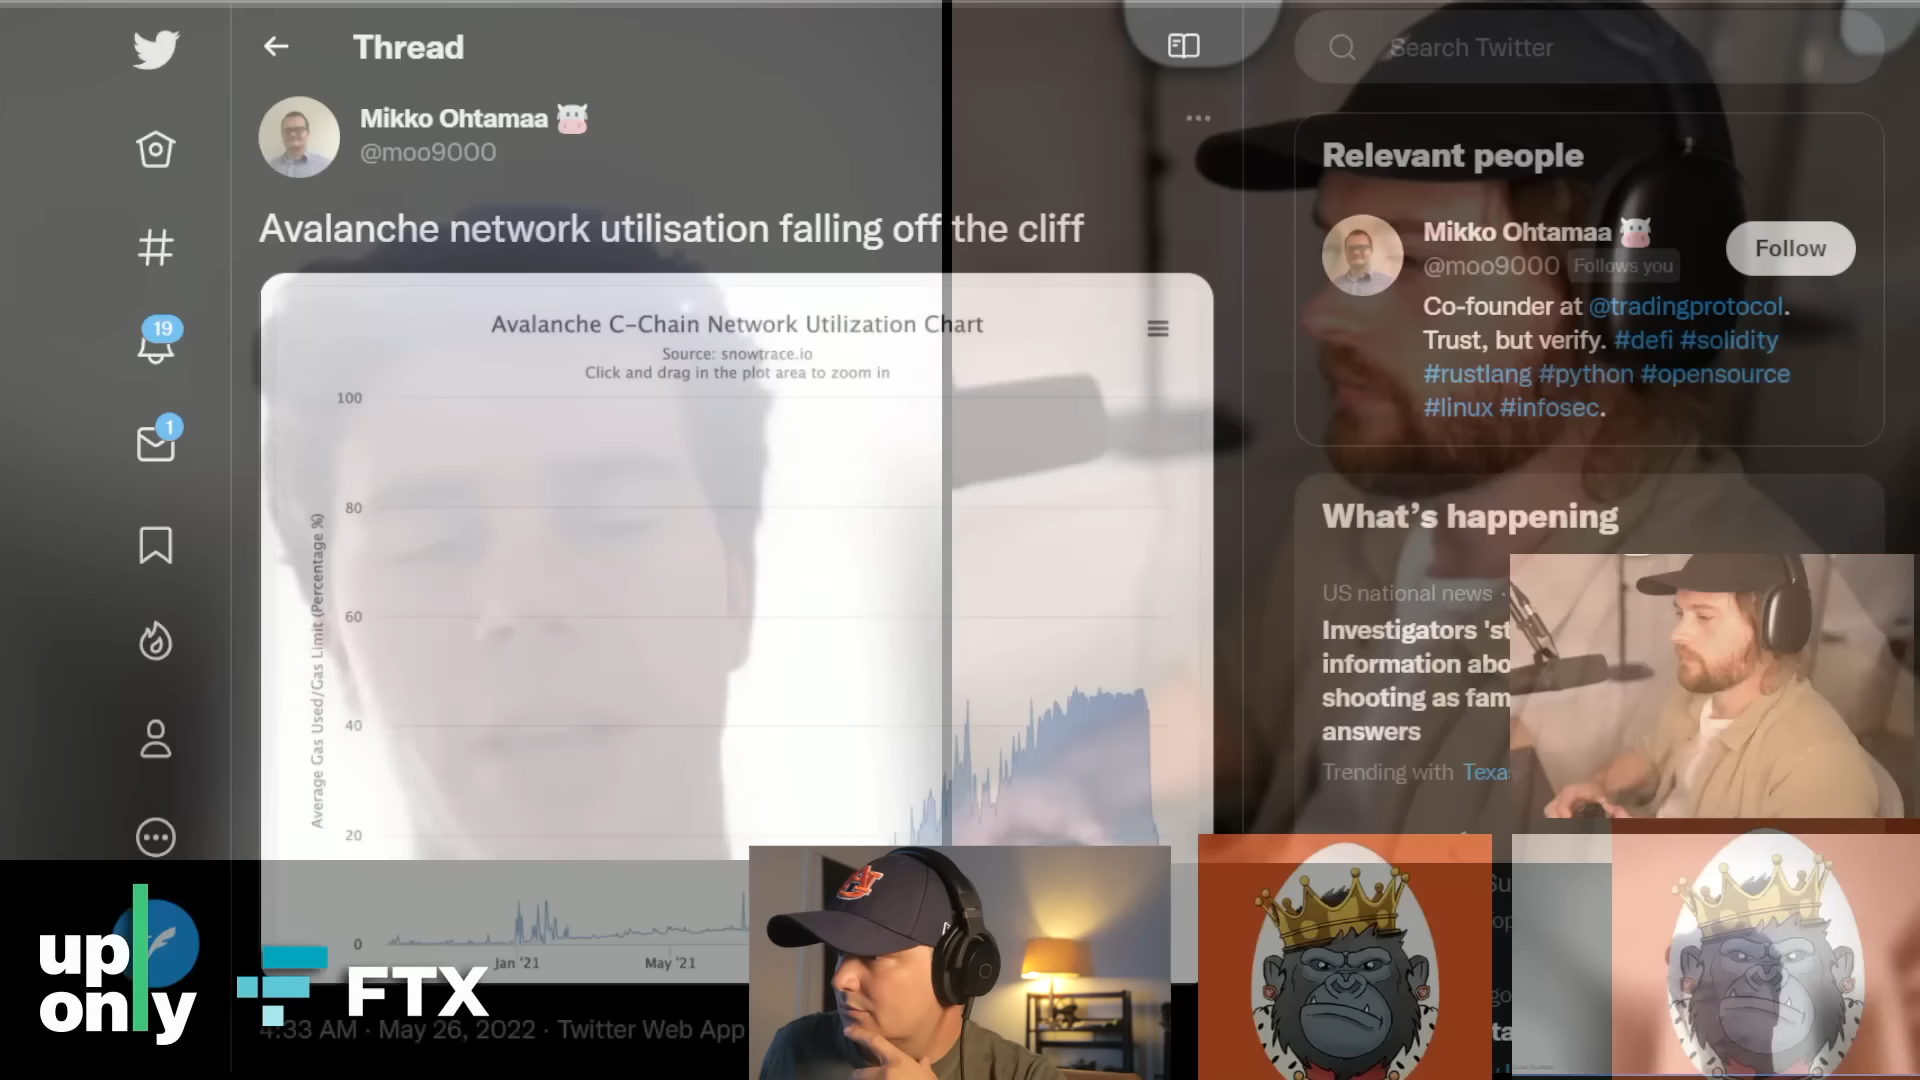 Thread
Search Twitter
Mikko Ohtamaa
@moo9000
Avalanche network utilisation falling off the cliff
Avalanche C-Chain Network Utilization Chart
Source: snowtrace.io
Click and drag in the plot area to zoom in
Average Gas Used/Gas Limit (Percentage %)
100
80
60
40
20
0
Jan '21
May '21
4:33 AM · May 26, 2022 · Twitter Web App
Relevant people
Mikko Ohtamaa
@moo9000 Follows you
Follow
Co-founder at @tradingprotocol.
Trust, but verify. #defi #solidity
#rustlang #python #opensource
#linux #infosec.
What's happening
US national news ·
Investigators 'st
information abo
shooting as fam
answers
Trending with Texa
19
1
up
only
FTX